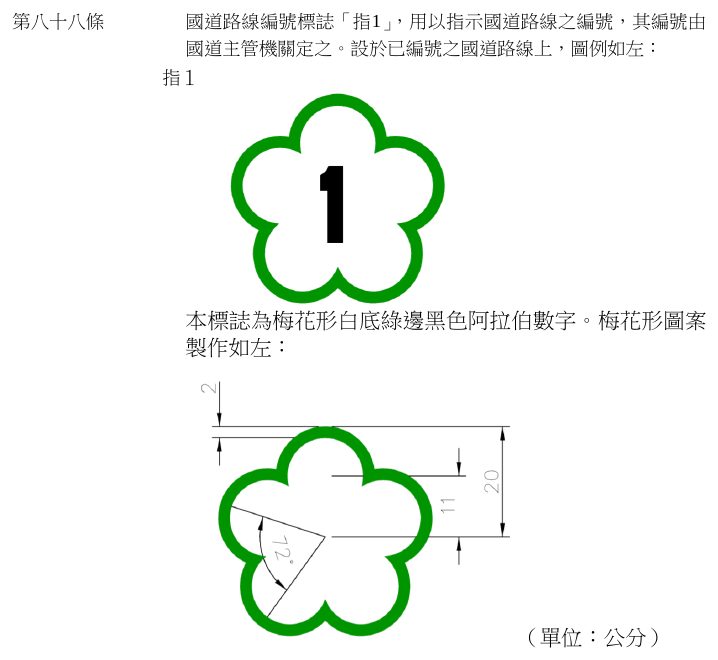 第八十八條
國道路線編號標誌「指1」，用以指示國道路線之編號，其編號由
國道主管機關定之。設於已編號之國道路線上，圖例如左：
指1
1
本標誌為梅花形白底綠邊黑色阿拉伯數字。梅花形圖案
製作如左：
2
20
11
72°
（單位：公分）